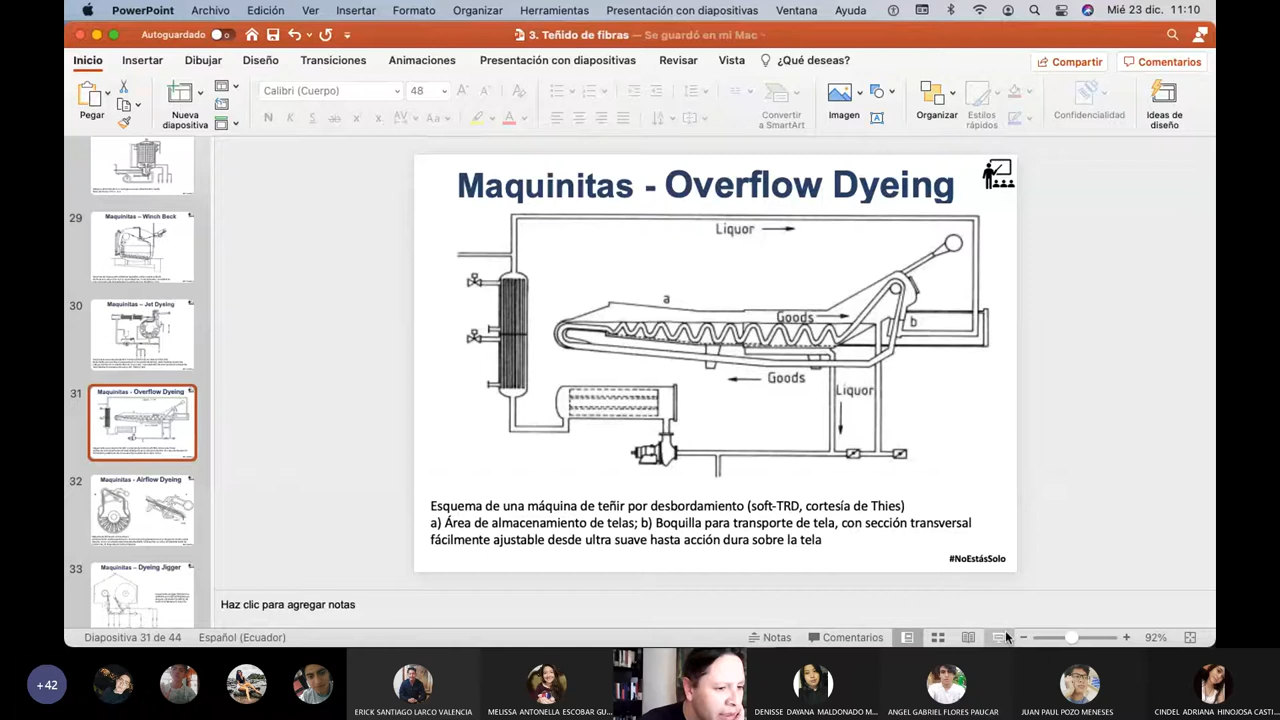 PowerPoint Archivo Edición Ver Insertar Formato Organizar Herramientas Presentación con diapositivas Ventana Ayuda Mié 23 dic. 11:10
Autoguardado 3. Teñido de fibras — Se guardó en mi Mac
Inicio Insertar Dibujar Diseño Transiciones Animaciones Presentación con diapositivas Revisar Vista ¿Qué deseas? Compartir Comentarios
Pegar
Nueva
diapositiva
Calibri (Cuerpo) 48
Convertir
a SmartArt
Imagen
Organizar
Estilos
rápidos
Confidencialidad
Ideas de
diseño
29
Maquinitas – Winch Beck
30
Maquinitas – Jet Dyeing
31
Maquinitas - Overflow Dyeing
32
Maquinitas - Airflow Dyeing
33
Maquinitas – Dyeing Jigger
Maquinitas - Overflow Dyeing
Liquor
a
Goods
b
Goods
Liquor
Esquema de una máquina de teñir por desbordamiento (soft-TRD, cortesía de Thies)
a) Área de almacenamiento de telas; b) Boquilla para transporte de tela, con sección transversal
fácilmente ajustable desde ultra suave hasta acción dura sobre la tela
#NoEstásSolo
Haz clic para agregar notas
Diapositiva 31 de 44 Español (Ecuador) Notas Comentarios 92%
+42
ERICK SANTIAGO LARCO VALENCIA
MELISSA ANTONELLA ESCOBAR GU...
DENISSE DAYANA MALDONADO M...
ANGEL GABRIEL FLORES PAUCAR
JUAN PAUL POZO MENESES
CINDEL ADRIANA HINOJOSA CASTI...